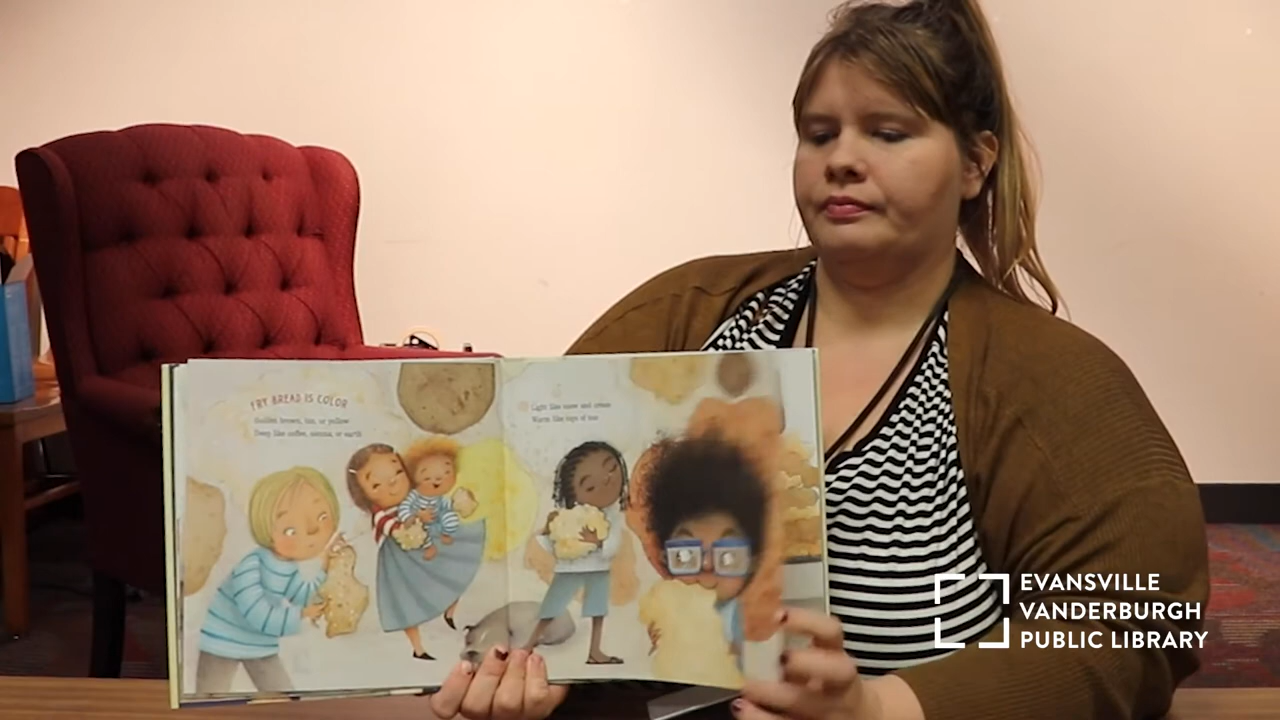 FRY BREAD IS COLOR
Golden brown, tan, or yellow
Deep like coffee, sienna, or earth
Light like snow and cream
Warm like rays of sun
EVANSVILLE
VANDERBURGH
PUBLIC LIBRARY